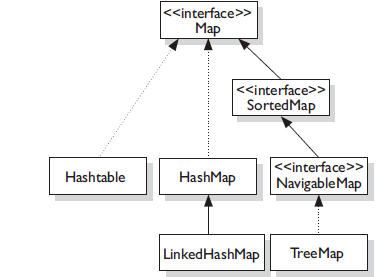 <<interface>>
Map
<<interface>>
SortedMap
Hashtable
HashMap
<<interface>>
NavigableMap
LinkedHashMap
TreeMap